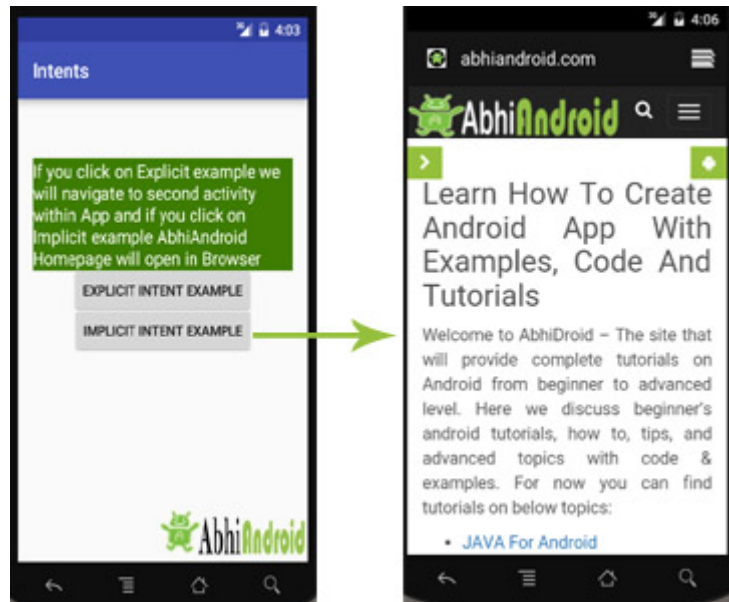 4:03
Intents
If you click on Explicit example we
will navigate to second activity
within App and if you click on
Implicit example AbhiAndroid
Homepage will open in Browser
EXPLICIT INTENT EXAMPLE
IMPLICIT INTENT EXAMPLE
AbhiAndroid
4:06
abhiandroid.com
AbhiAndroid
Learn How To Create
Android App With
Examples, Code And
Tutorials
Welcome to AbhiDroid – The site that
will provide complete tutorials on
Android from beginner to advanced
level. Here we discuss beginner's
android tutorials, how to, tips, and
advanced topics with code &
examples. For now you can find
tutorials on below topics:
• JAVA For Android